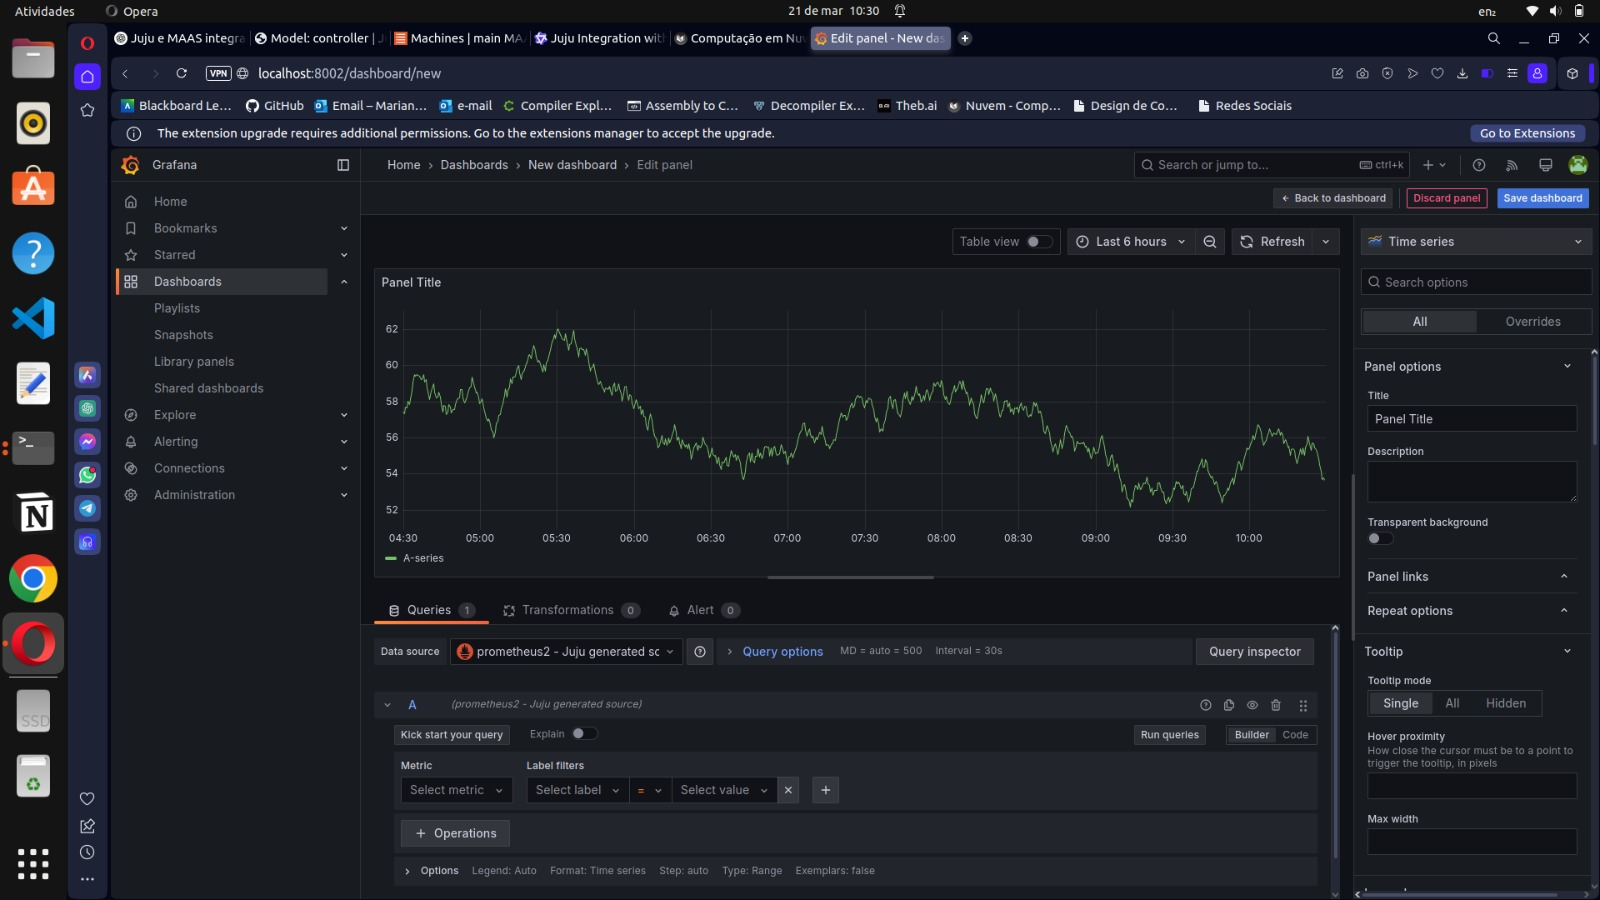 Atividades
Opera
21 de mar 10:30
en₂
Juju e MAAS integra
Model: controller | J
Machines | main MA
Juju Integration with
Computação em Nu
Edit panel - New das
VPN
localhost:8002/dashboard/new
Blackboard Le...
GitHub
Email – Marian...
e-mail
Compiler Expl...
Assembly to C...
Decompiler Ex...
Theb.ai
Nuvem - Comp...
Design de Co...
Redes Sociais
The extension upgrade requires additional permissions. Go to the extensions manager to accept the upgrade.
Go to Extensions
Grafana
Home › Dashboards › New dashboard › Edit panel
Search or jump to...
ctrl+k
Back to dashboard
Discard panel
Save dashboard
Home
Bookmarks
Starred
Dashboards
Playlists
Snapshots
Library panels
Shared dashboards
Explore
Alerting
Connections
Administration
Table view
Last 6 hours
Refresh
Panel Title
62
60
58
56
54
52
04:30 05:00 05:30 06:00 06:30 07:00 07:30 08:00 08:30 09:00 09:30 10:00
A-series
Queries 1
Transformations 0
Alert 0
Data source
prometheus2 - Juju generated sc
Query options
MD = auto = 500
Interval = 30s
Query inspector
A
(prometheus2 - Juju generated source)
Kick start your query
Explain
Run queries
Builder
Code
Metric
Label filters
Select metric
Select label
=
Select value
+ Operations
Options
Legend: Auto
Format: Time series
Step: auto
Type: Range
Exemplars: false
Time series
Search options
All
Overrides
Panel options
Title
Panel Title
Description
Transparent background
Panel links
Repeat options
Tooltip
Tooltip mode
Single
All
Hidden
Hover proximity
How close the cursor must be to a point to
trigger the tooltip, in pixels
Max width
SSD